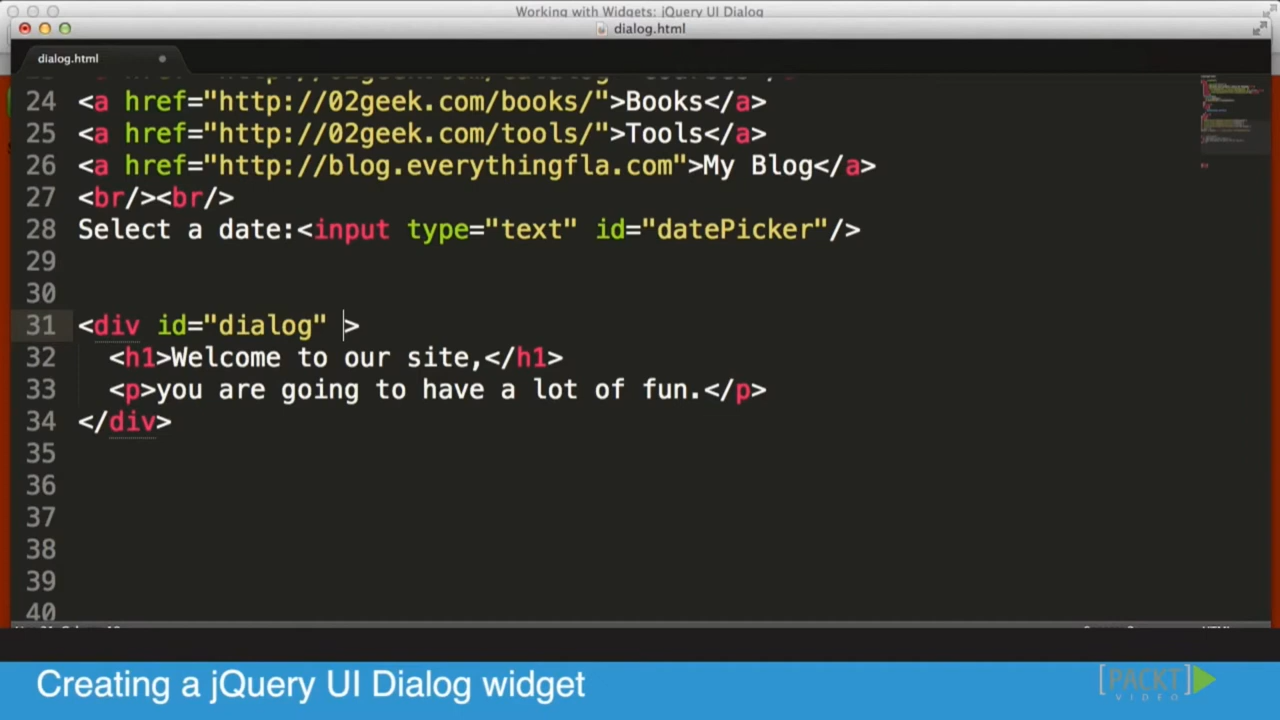 Working with Widgets: jQuery UI Dialog
dialog.html
dialog.html
24 <a href="http://02geek.com/books/">Books</a>
25 <a href="http://02geek.com/tools/">Tools</a>
26 <a href="http://blog.everythingfla.com">My Blog</a>
27 <br/><br/>
28 Select a date:<input type="text" id="datePicker"/>
29
30
31 <div id="dialog" >
32 <h1>Welcome to our site,</h1>
33 <p>you are going to have a lot of fun.</p>
34 </div>
35
36
37
38
39
40
Creating a jQuery UI Dialog widget
[PACKT]
VIDEO